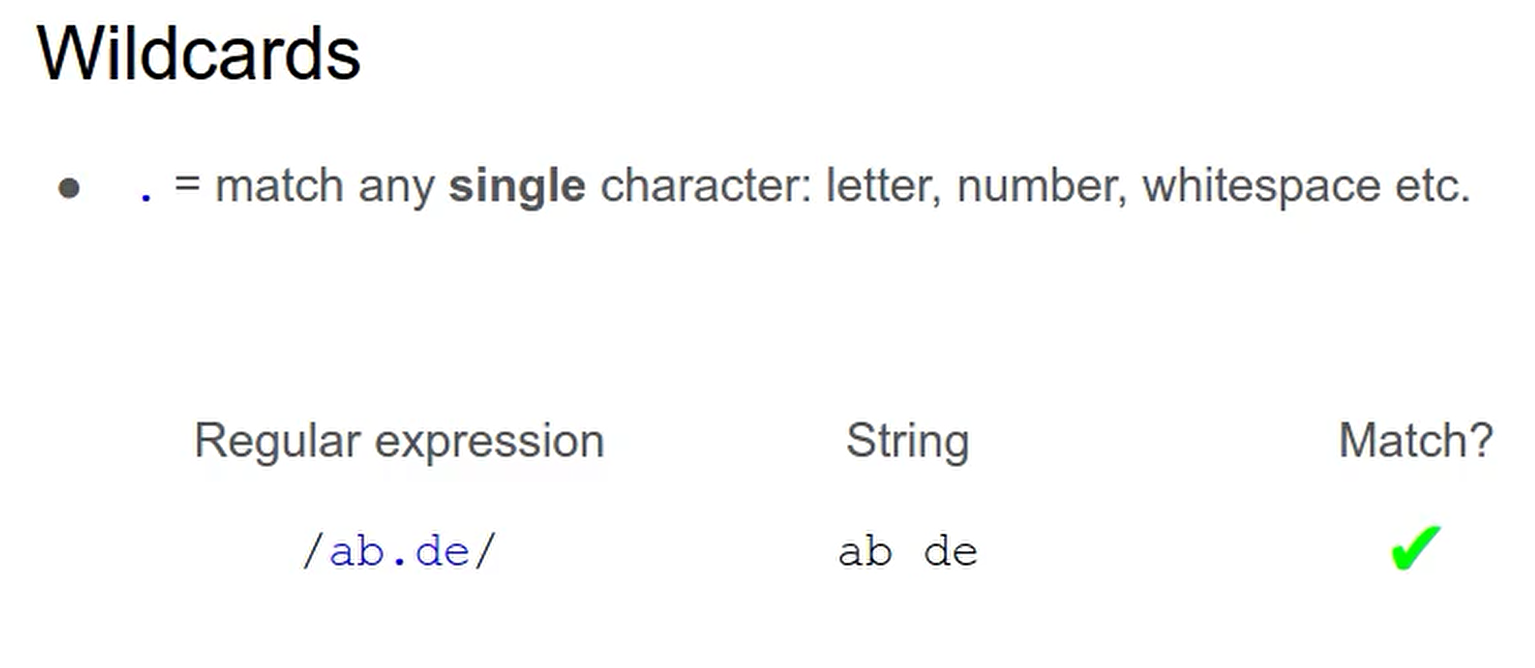 Wildcards
● . = match any single character: letter, number, whitespace etc.
Regular expression String Match?
/ab.de/ ab de ✔